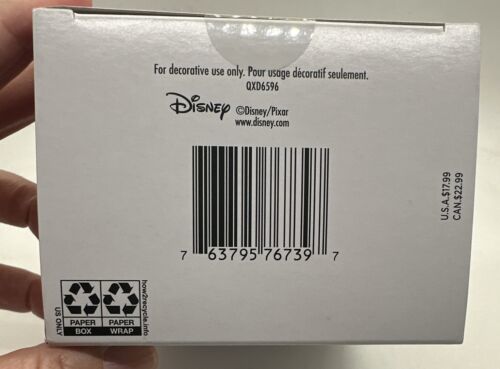 For decorative use only. Pour usage décoratif seulement.
QXD6596
Disney ©Disney/Pixar
www.disney.com
7 63795 76739 7
U.S.A.$17.99
CAN.$22.99
US ONLY
PAPER PAPER
BOX WRAP
how2recycle.info